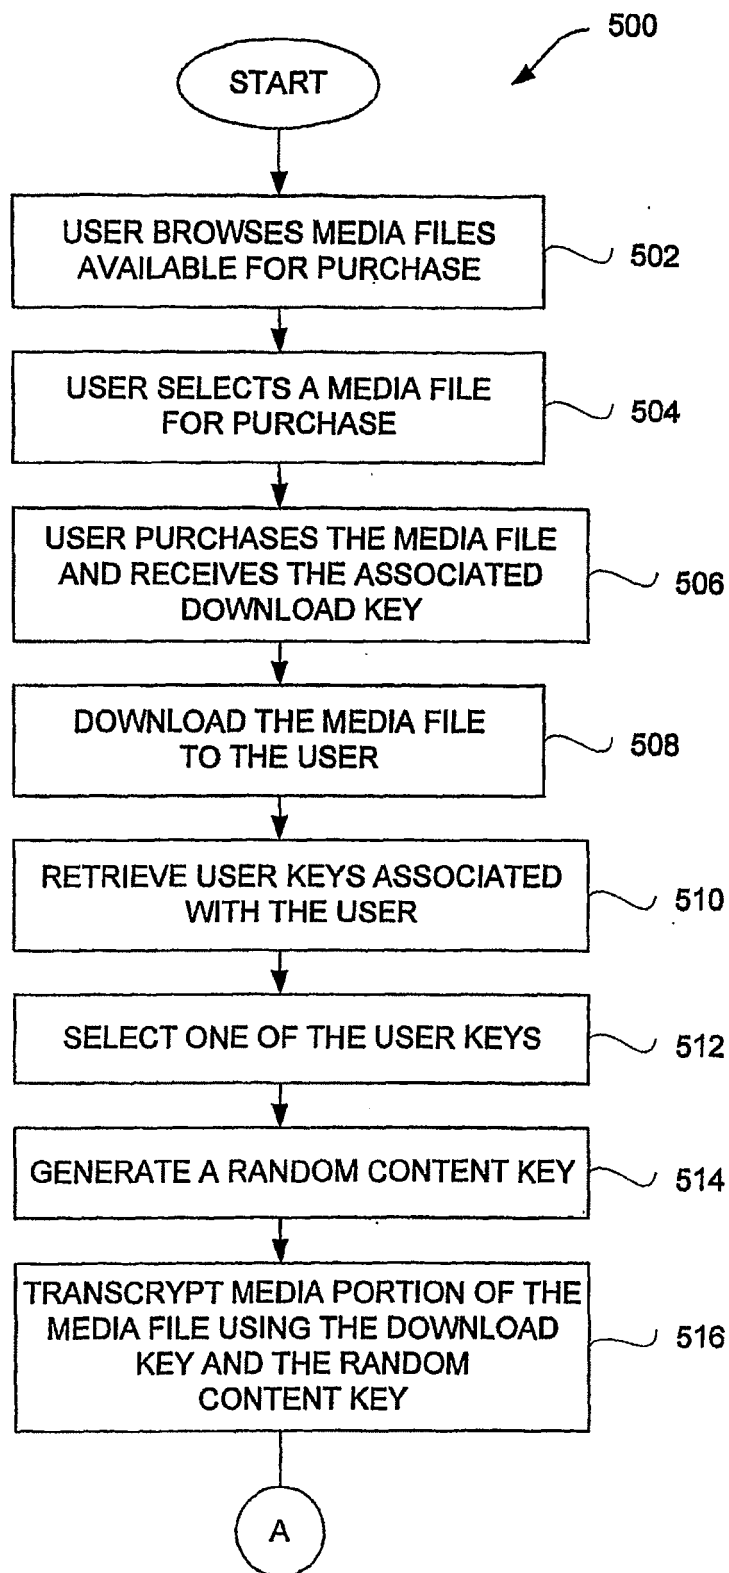 500
START
USER BROWSES MEDIA FILES
AVAILABLE FOR PURCHASE
502
USER SELECTS A MEDIA FILE
FOR PURCHASE
504
USER PURCHASES THE MEDIA FILE
AND RECEIVES THE ASSOCIATED
DOWNLOAD KEY
506
DOWNLOAD THE MEDIA FILE
TO THE USER
508
RETRIEVE USER KEYS ASSOCIATED
WITH THE USER
510
SELECT ONE OF THE USER KEYS
512
GENERATE A RANDOM CONTENT KEY
514
TRANSCRYPT MEDIA PORTION OF THE
MEDIA FILE USING THE DOWNLOAD
KEY AND THE RANDOM
CONTENT KEY
516
A